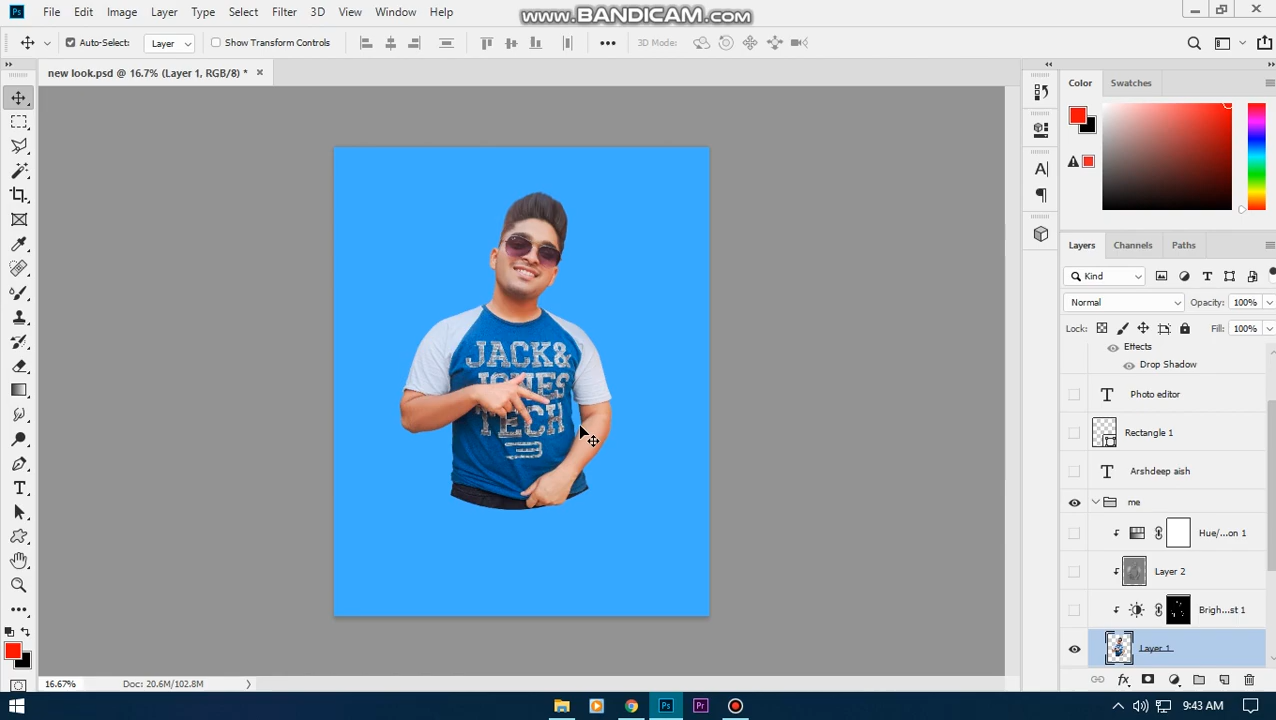 File Edit Image Layer Type Select Filter 3D View Window Help
www.BANDICAM.com
Auto-Select: Layer Show Transform Controls 3D Mode:
new look.psd @ 16.7% (Layer 1, RGB/8) *
Color Swatches
JACK&
JONES
TECH
Layers Channels Paths
Kind
Normal Opacity: 100%
Lock: Fill: 100%
Effects
Drop Shadow
Photo editor
Rectangle 1
Arshdeep aish
me
Hue/...on 1
Layer 2
Brigh...st 1
Layer 1
16.67% Doc: 20.6M/102.8M
9:43 AM